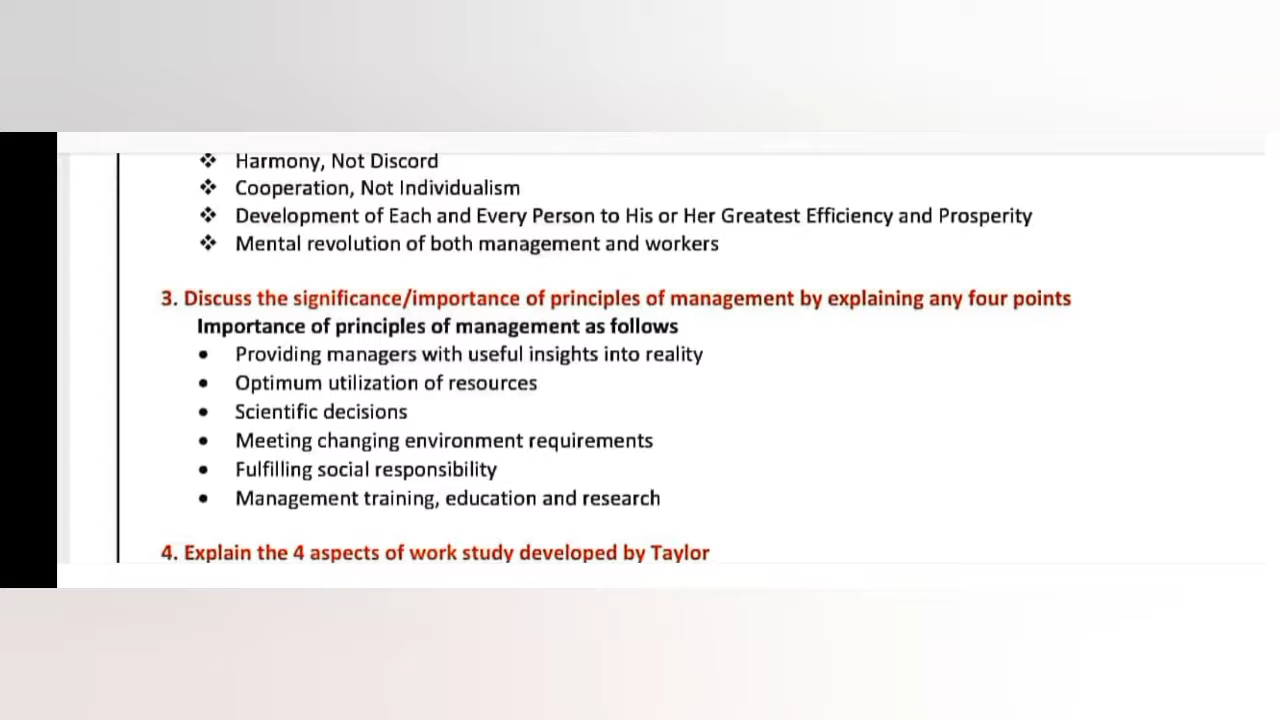 ❖ Harmony, Not Discord
❖ Cooperation, Not Individualism
❖ Development of Each and Every Person to His or Her Greatest Efficiency and Prosperity
❖ Mental revolution of both management and workers
3. Discuss the significance/importance of principles of management by explaining any four points
Importance of principles of management as follows
• Providing managers with useful insights into reality
• Optimum utilization of resources
• Scientific decisions
• Meeting changing environment requirements
• Fulfilling social responsibility
• Management training, education and research
4. Explain the 4 aspects of work study developed by Taylor